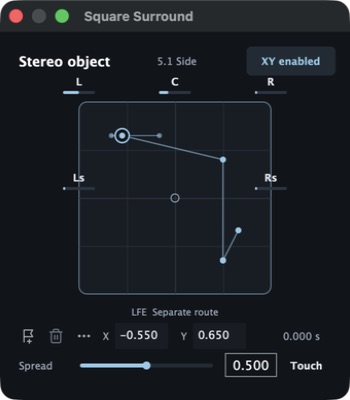 Square Surround
Stereo object 5.1 Side XY enabled
L C R
Ls Rs
LFE Separate route
X -0.550 Y 0.650 0.000 s
Spread 0.500 Touch